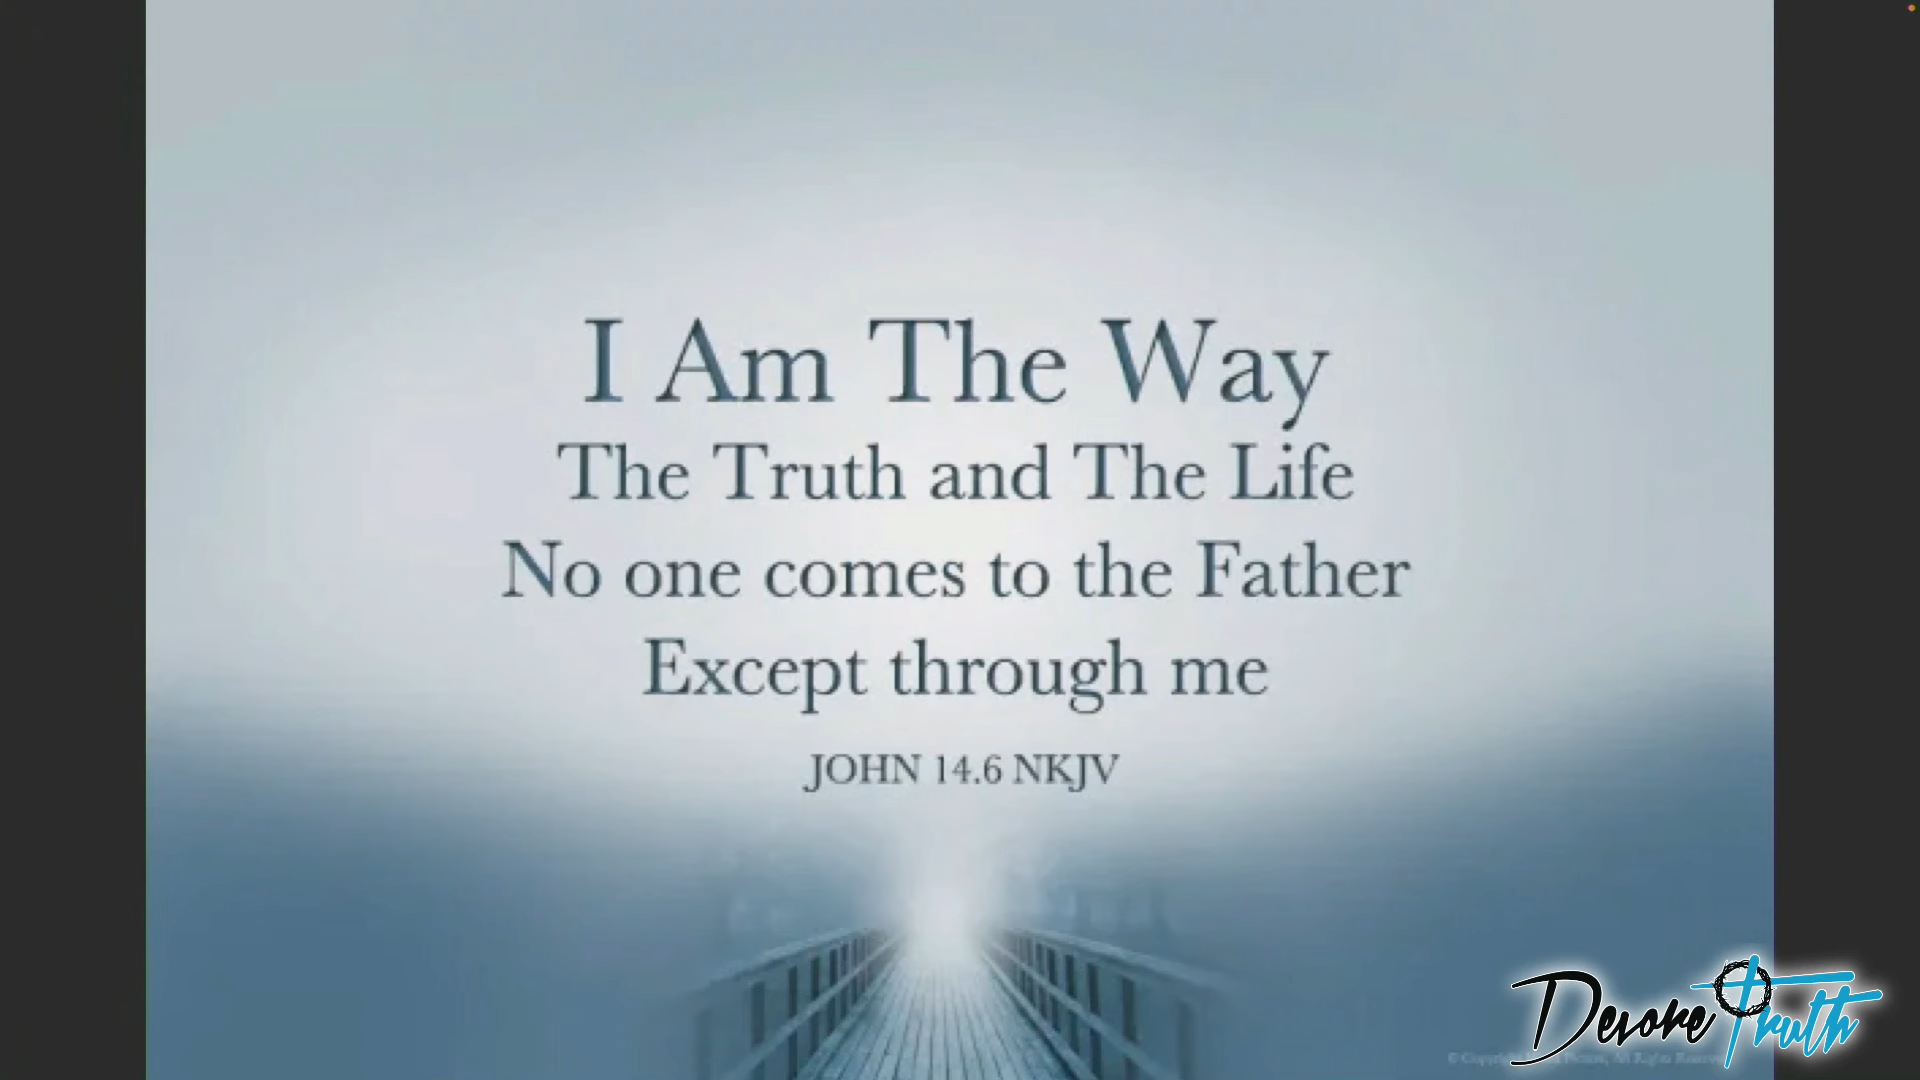 I Am The Way
The Truth and The Life
No one comes to the Father
Except through me
JOHN 14.6 NKJV
Devore Truth